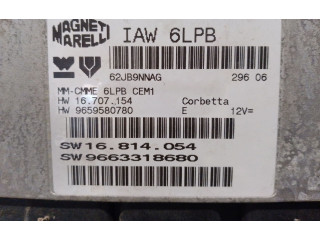 MAGNETI MARELLI IAW 6LPB
62JB9NNAG 296 06
MM-CMME 6LPB CEM1
HW 16.707.154 Corbetta
HW 9659580780 E 12V=
SW16.814.054
SW9663318680